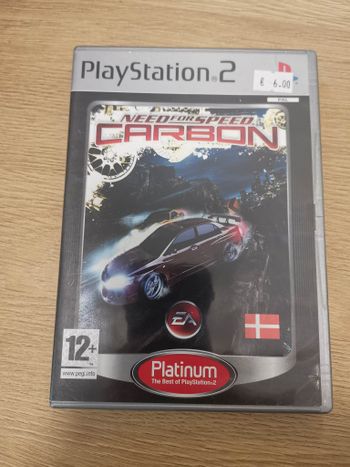 PlayStation®2
€ 6.00
NEED FOR SPEED
CARBON
EA
12+
www.pegi.info
Platinum
The Best of PlayStation®2